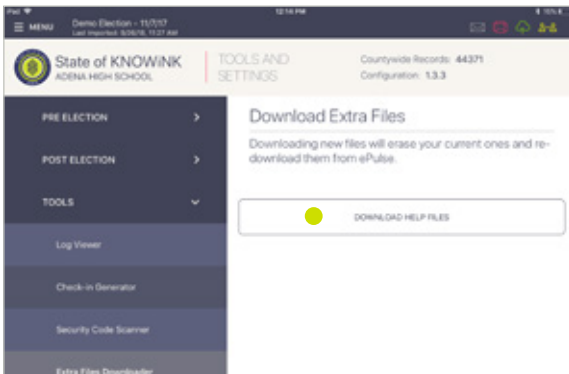 iPad
12:14 PM
100%
MENU
Demo Election - 11/7/17
Last Imported: 9/26/18, 11:27 AM
State of KNOWiNK
ADENA HIGH SCHOOL
TOOLS AND
SETTINGS
Countywide Records: 44371
Configuration: 1.3.3
PRE ELECTION
POST ELECTION
TOOLS
Log Viewer
Check-in Generator
Security Code Scanner
Extra Files Downloader
Download Extra Files
Downloading new files will erase your current ones and re-
download them from ePulse.
DOWNLOAD HELP FILES